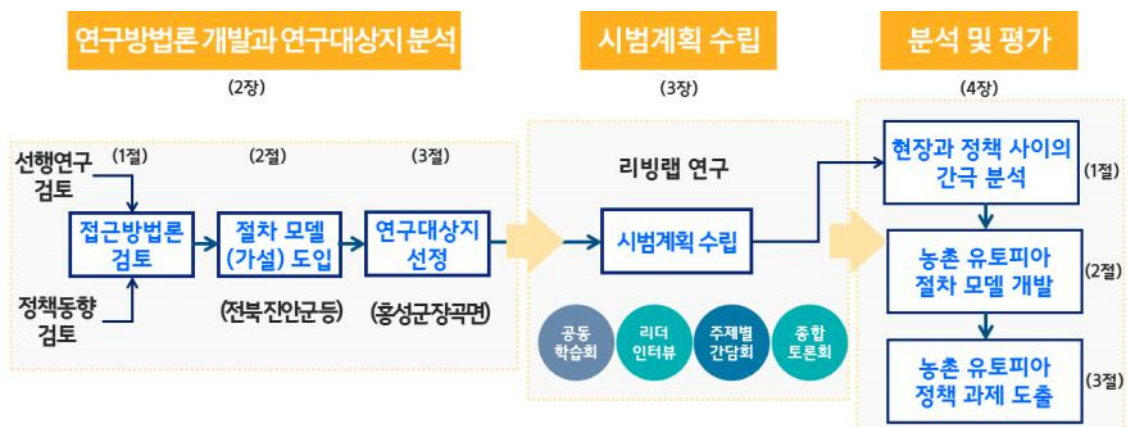 연구방법론 개발과 연구대상지 분석
(2장)
시범계획 수립
(3장)
분석 및 평가
(4장)
선행연구
검토
정책동향
검토
(1절)
접근방법론
검토
(2절)
절차 모델
(가설) 도입
(전북진안군등)
(3절)
연구대상지
선정
(홍성군장곡면)
리빙랩 연구
시범계획 수립
공동
학습회
리더
인터뷰
주제별
간담회
종합
토론회
현장과 정책 사이의
간극 분석
(1절)
농촌 유토피아
절차 모델 개발
(2절)
농촌 유토피아
정책 과제 도출
(3절)